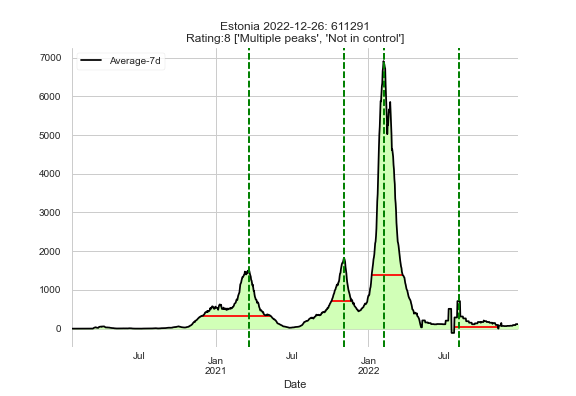 Estonia 2022-12-26: 611291
Rating:8 ['Multiple peaks', 'Not in control']
Average-7d
7000
6000
5000
4000
3000
2000
1000
0
Jul
Jan
2021
Jul
Jan
2022
Jul
Date